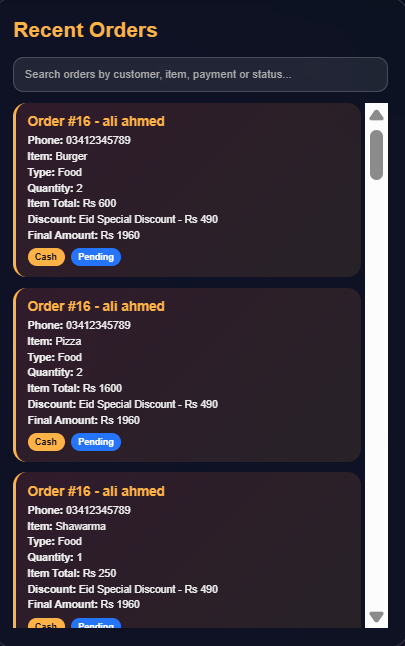 Recent Orders
Search orders by customer, item, payment or status...
Order #16 - ali ahmed
Phone: 03412345789
Item: Burger
Type: Food
Quantity: 2
Item Total: Rs 600
Discount: Eid Special Discount - Rs 490
Final Amount: Rs 1960
Cash Pending
Order #16 - ali ahmed
Phone: 03412345789
Item: Pizza
Type: Food
Quantity: 2
Item Total: Rs 1600
Discount: Eid Special Discount - Rs 490
Final Amount: Rs 1960
Cash Pending
Order #16 - ali ahmed
Phone: 03412345789
Item: Shawarma
Type: Food
Quantity: 1
Item Total: Rs 250
Discount: Eid Special Discount - Rs 490
Final Amount: Rs 1960
Cash Pending